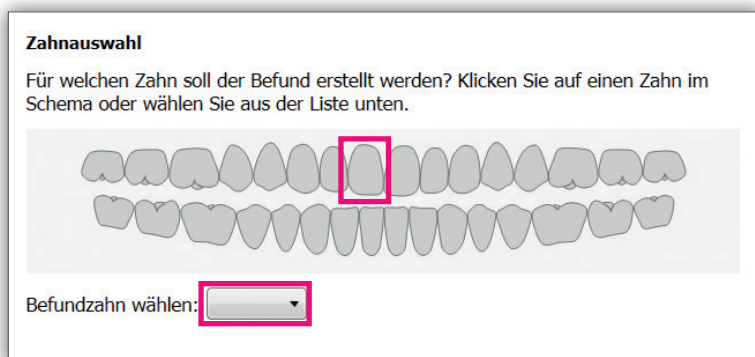 Zahnauswahl
Für welchen Zahn soll der Befund erstellt werden? Klicken Sie auf einen Zahn im
Schema oder wählen Sie aus der Liste unten.
Befundzahn wählen: